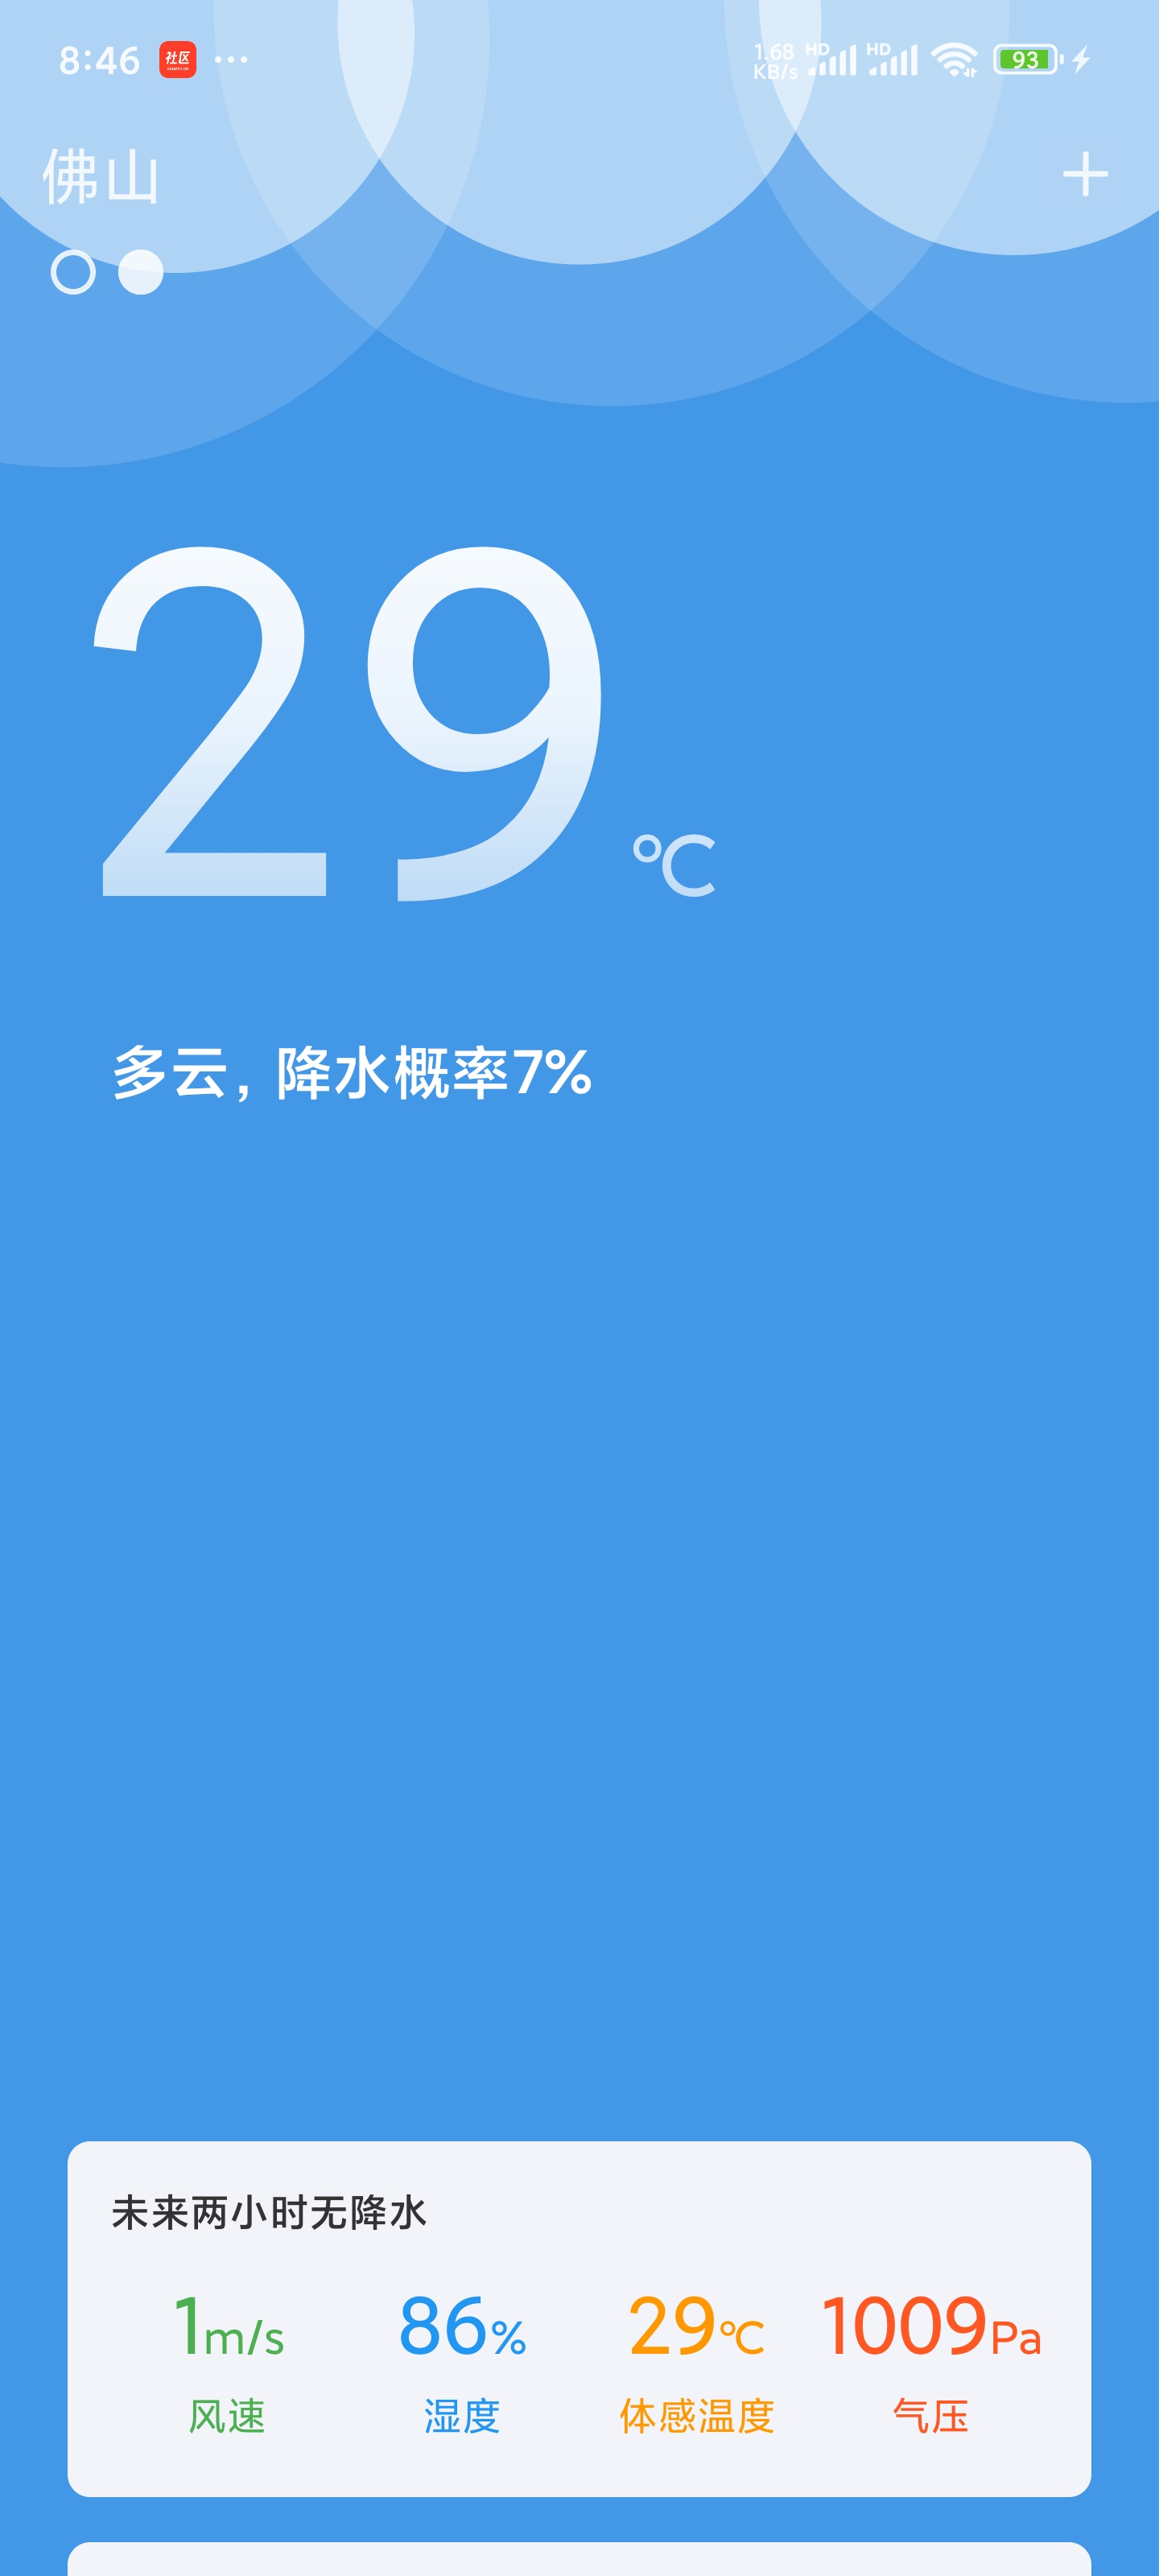 8:46 社区 ... 1.68 KB/s HD HD 93
佛山
29℃
多云, 降水概率7%
未来两小时无降水
1m/s 86% 29℃ 1009Pa
风速 湿度 体感温度 气压